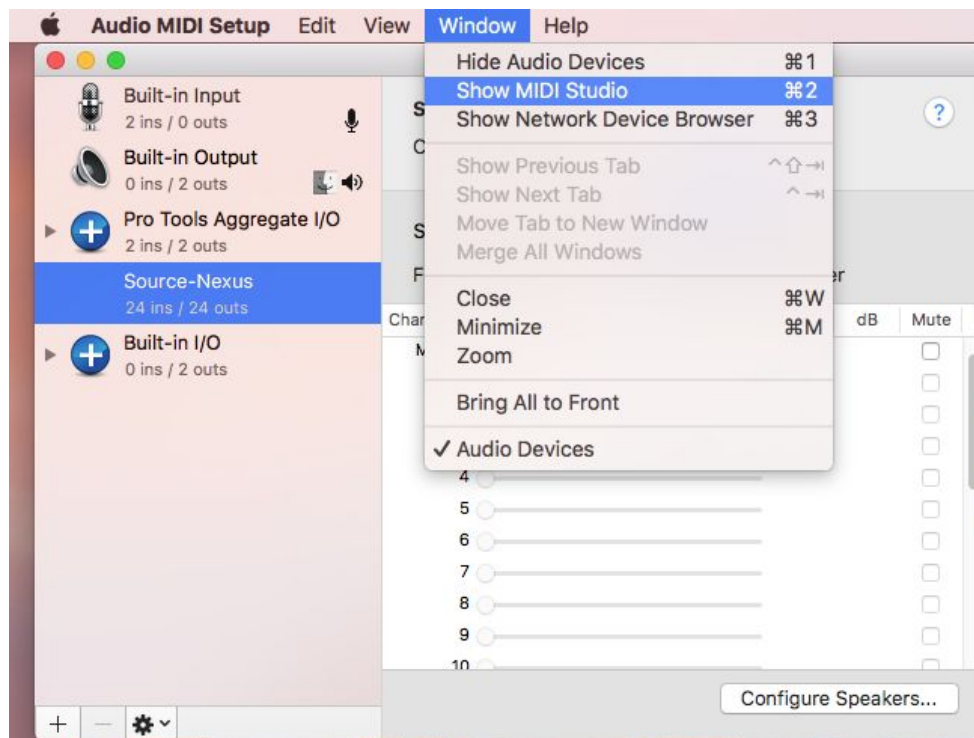 Audio MIDI Setup Edit View Window Help
Built-in Input
2 ins / 0 outs
Built-in Output
0 ins / 2 outs
Pro Tools Aggregate I/O
2 ins / 2 outs
Source-Nexus
24 ins / 24 outs
Built-in I/O
0 ins / 2 outs
Hide Audio Devices ⌘1
Show MIDI Studio ⌘2
Show Network Device Browser ⌘3
Show Previous Tab ^⇧⇥
Show Next Tab ^⇥
Move Tab to New Window
Merge All Windows
Close ⌘W
Minimize ⌘M
Zoom
Bring All to Front
✓ Audio Devices
?
dB Mute
4
5
6
7
8
9
10
Configure Speakers...